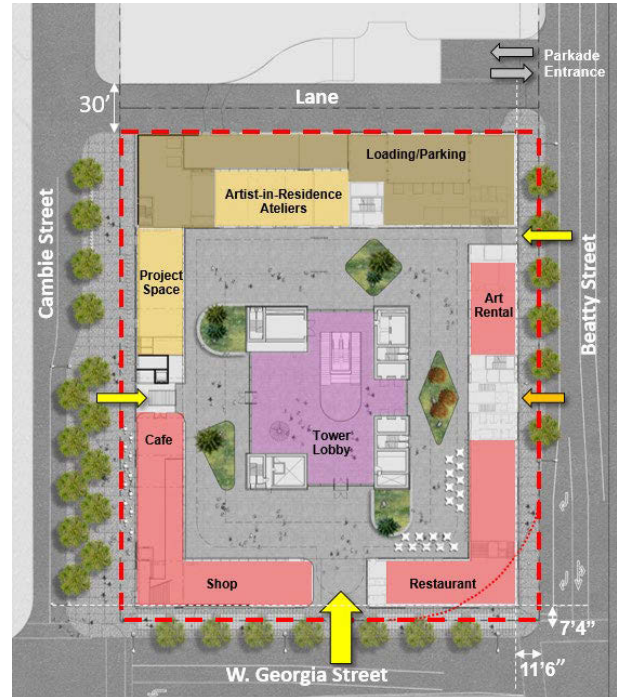 Parkade
Entrance
Lane
30'
Loading/Parking
Artist-in-Residence
Ateliers
Cambie Street
Project
Space
Art
Rental
Beatty Street
Cafe
Tower
Lobby
Shop
Restaurant
7'4"
W. Georgia Street
11'6"